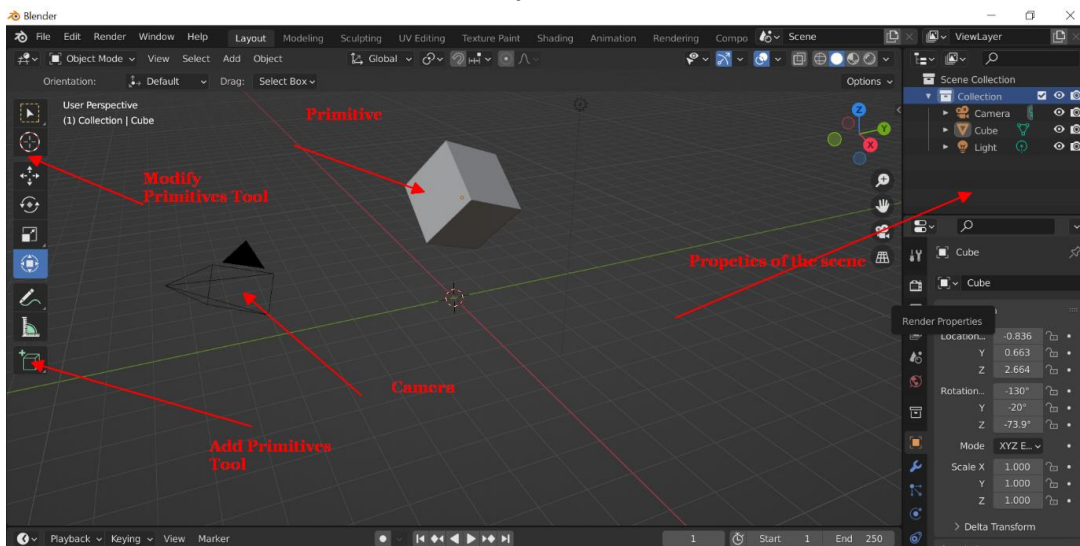 Blender
File Edit Render Window Help Layout Modeling Sculpting UV Editing Texture Paint Shading Animation Rendering Compo Scene ViewLayer
Object Mode View Select Add Object Global
Orientation: Default Drag: Select Box Options
User Perspective
(1) Collection | Cube
Scene Collection
Collection
Camera
Cube
Light
Z
Y
X
Primitive
Modify
Primitives Tool
Propetics of the scene
Camera
Add Primitives
Tool
Cube
Cube
Render Properties
Location... -0.836
Y 0.663
Z 2.664
Rotation... -130°
Y -20°
Z -73.9°
Mode XYZ E...
Scale X 1.000
Y 1.000
Z 1.000
Delta Transform
Playback Keying View Marker 1 Start 1 End 250